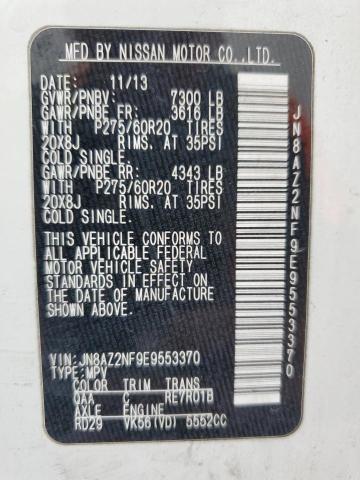 MFD BY NISSAN MOTOR CO.,LTD.
DATE: 11/13
GVWR/PNBV: 7300 LB
GAWR/PNBE FR: 3616 LB
WITH P275/60R20 TIRES
20X8J RIMS. AT 35PSI
COLD SINGLE.
GAWR/PNBE RR: 4343 LB
WITH P275/60R20 TIRES
20X8J RIMS. AT 35PSI
COLD SINGLE.
THIS VEHICLE CONFORMS TO
ALL APPLICABLE FEDERAL
MOTOR VEHICLE SAFETY
STANDARDS IN EFFECT ON
THE DATE OF MANUFACTURE
SHOWN ABOVE.
VIN:JN8AZ2NF9E9553370
TYPE:MPV
COLOR TRIM TRANS
QAA C RE7R01B
AXLE ENGINE
RD29 VK56(VD) 5552CC
JN8AZ2NF9E9553370